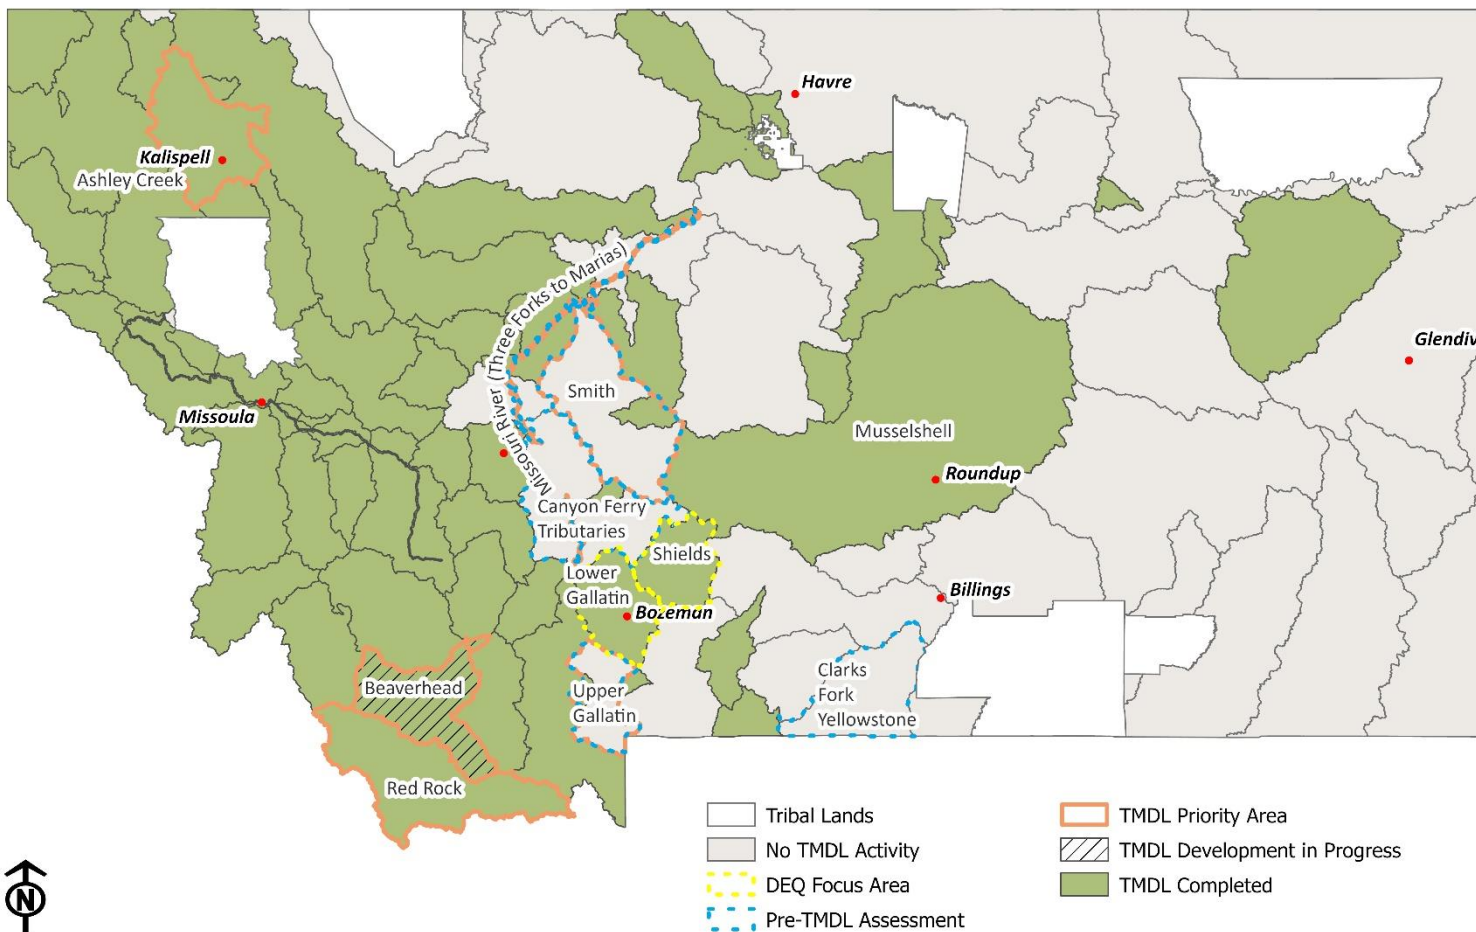 Havre
Kalispell
Ashley Creek
Missouri River (Three Forks to Marias)
Glendiv
Smith
Missoula
Musselshell
Roundup
Canyon Ferry
Tributaries
Shields
Lower
Gallatin
Billings
Bozeman
Clarks
Fork
Yellowstone
Beaverhead
Upper
Gallatin
Red Rock
Tribal Lands
No TMDL Activity
DEQ Focus Area
Pre-TMDL Assessment
TMDL Priority Area
TMDL Development in Progress
TMDL Completed
N